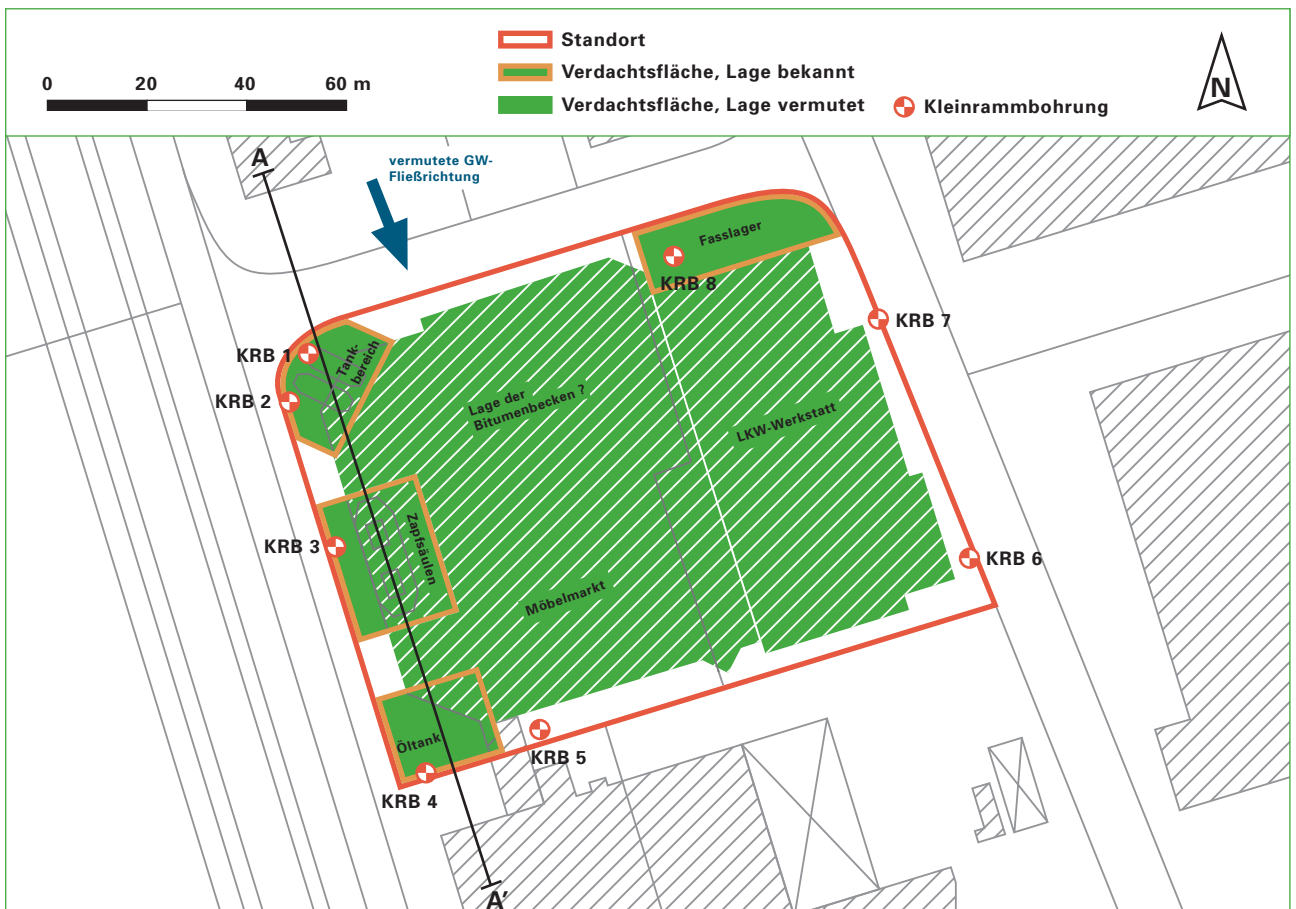 Standort
0 20 40 60 m
Verdachtsfläche, Lage bekannt
Verdachtsfläche, Lage vermutet
Kleinrammbohrung
N
A
vermutete GW-
Fließrichtung
Fasslager
KRB 8
KRB 7
KRB 1
Tank-
bereich
KRB 2
Lage der
Bitumenbecken ?
LKW-Werkstatt
KRB 3
Zapfsäulen
KRB 6
Möbelmarkt
Öltank
KRB 5
KRB 4
A'